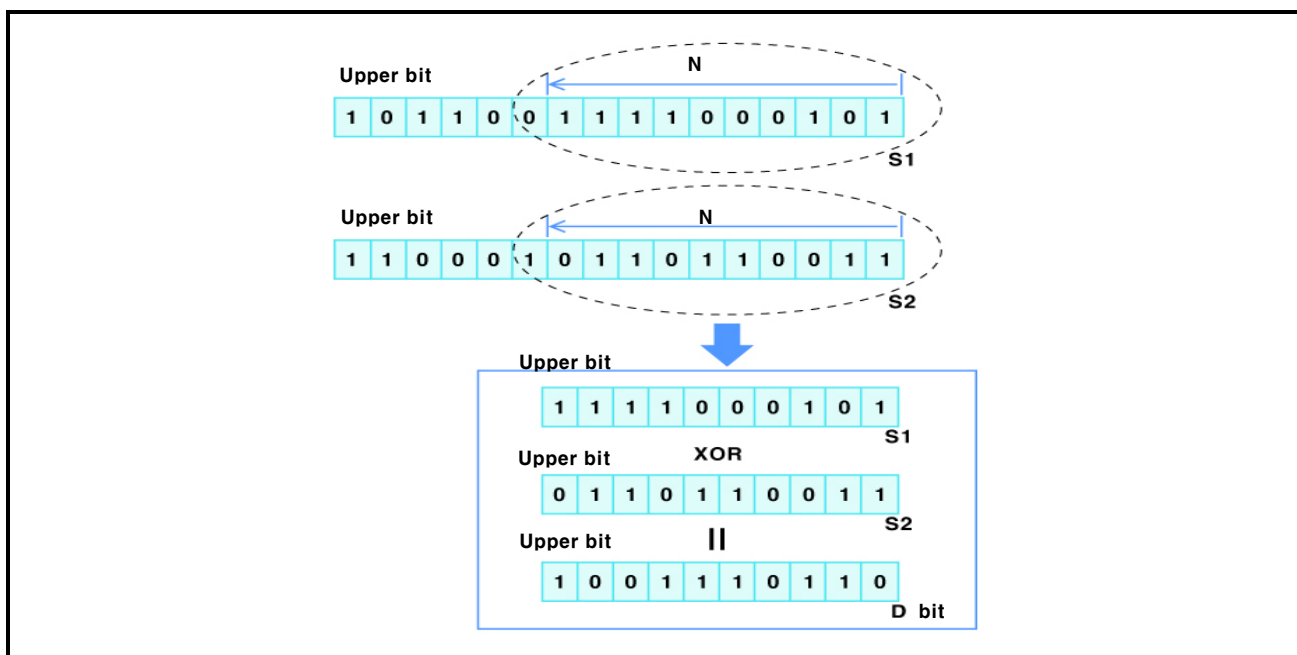 N
Upper bit
1 0 1 1 0 0 1 1 1 1 0 0 0 1 0 1
S1
Upper bit
N
1 1 0 0 0 1 0 1 1 0 1 1 0 0 1 1
S2
Upper bit
1 1 1 1 0 0 0 1 0 1
S1
XOR
Upper bit
0 1 1 0 1 1 0 0 1 1
S2
Upper bit
=
1 0 0 1 1 1 0 1 1 0
D bit